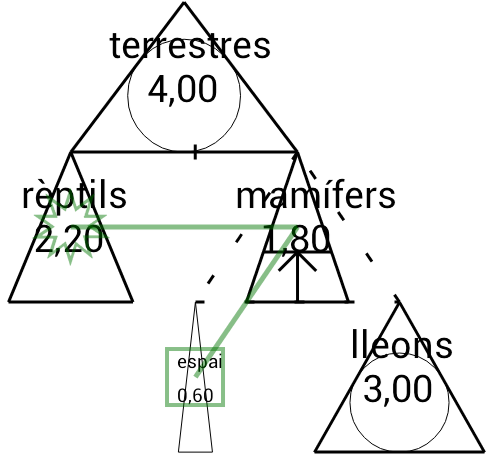 terrestres
4,00
rèptils
2,20
mamífers
1,80
espai
0,60
lleons
3,00